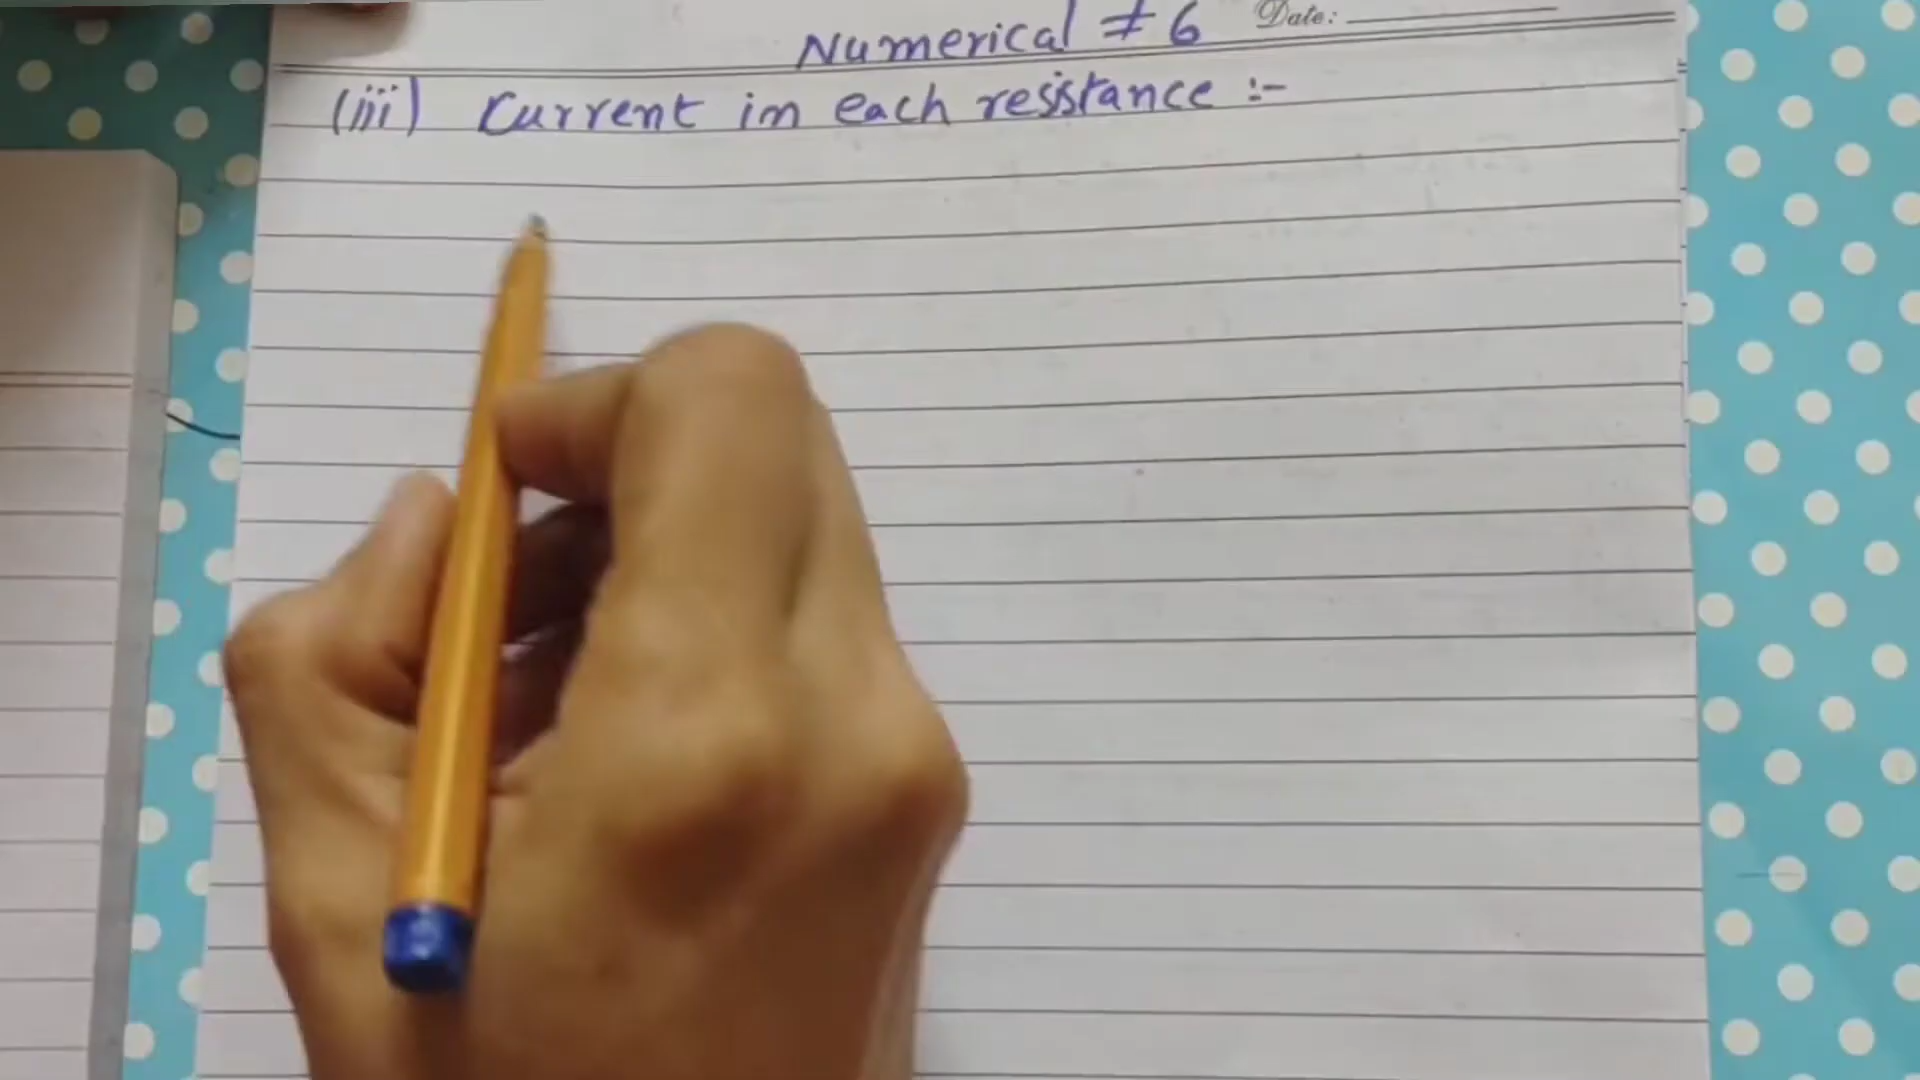 Numerical # 6 Date:
(iii) Current in each resistance :-